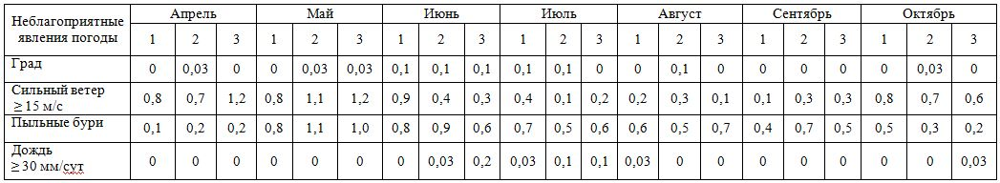 Неблагоприятные явления погоды | Апрель | Май | Июнь | Июль | Август | Сентябрь | Октябрь
1 2 3 1 2 3 1 2 3 1 2 3 1 2 3 1 2 3 1 2 3
Град 0 0,03 0 0 0,03 0,03 0,1 0,1 0,1 0,1 0,1 0 0 0,1 0 0 0 0 0 0,03 0
Сильный ветер ≥ 15 м/с 0,8 0,7 1,2 0,8 1,1 1,2 0,9 0,4 0,3 0,4 0,1 0,2 0,2 0,3 0,1 0,1 0,3 0,3 0,8 0,7 0,6
Пыльные бури 0,1 0,2 0,2 0,8 1,1 1,0 0,8 0,9 0,6 0,7 0,5 0,6 0,6 0,5 0,7 0,4 0,7 0,5 0,5 0,3 0,2
Дождь ≥ 30 мм/сут 0 0 0 0 0 0 0 0,03 0,2 0,03 0,1 0,1 0,03 0 0 0 0 0 0 0 0,03